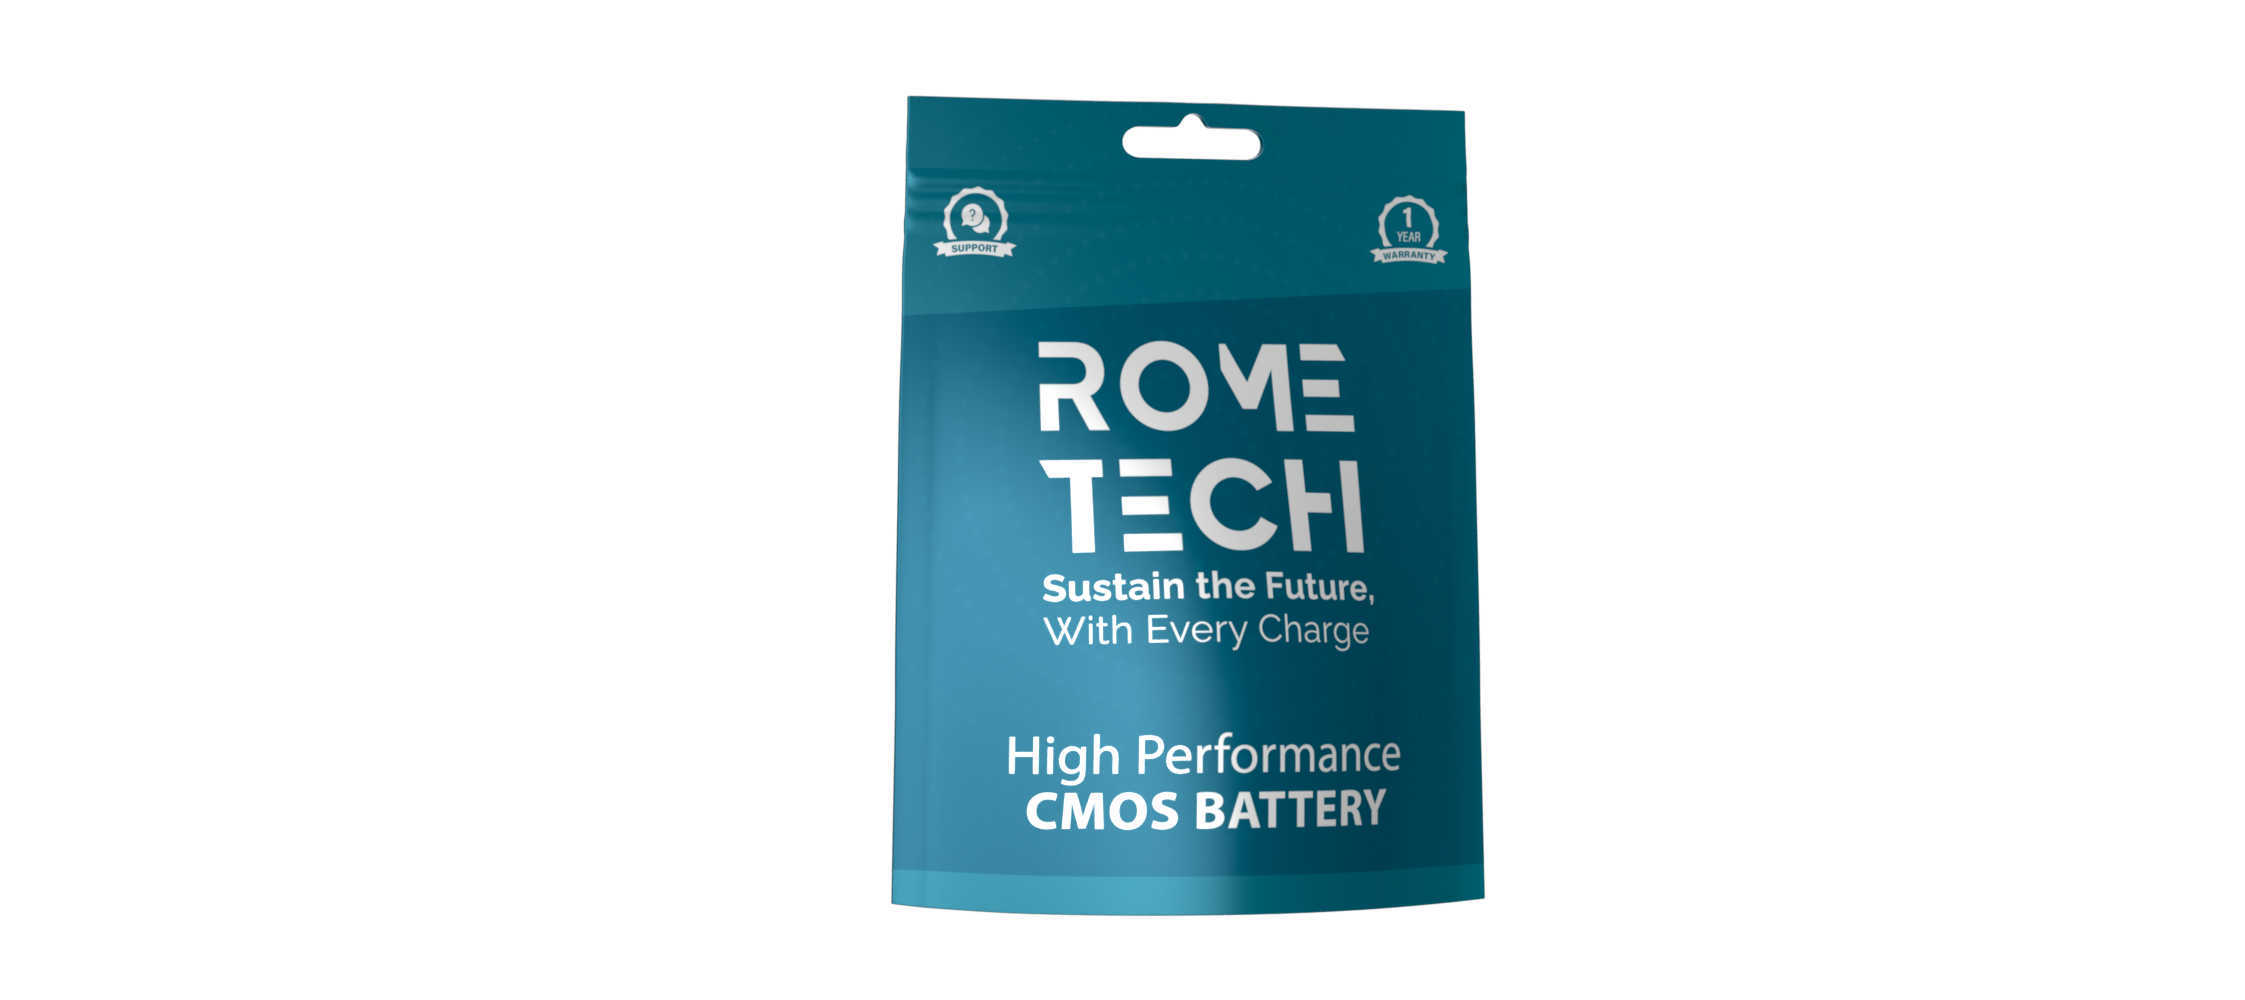 ?
SUPPORT
1
YEAR
WARRANTY
ROME
TECH
Sustain the Future,
With Every Charge
High Performance
CMOS BATTERY